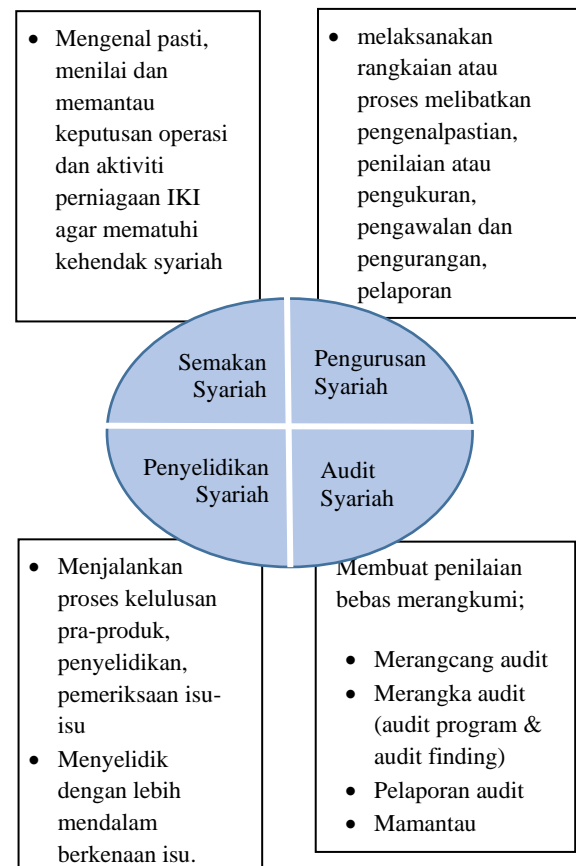 • Mengenal pasti,
menilai dan
memantau
keputusan operasi
dan aktiviti
perniagaan IKI
agar mematuhi
kehendak syariah
• melaksanakan
rangkaian atau
proses melibatkan
pengenalpastian,
penilaian atau
pengukuran,
pengawalan dan
pengurangan,
pelaporan
Semakan
Syariah
Pengurusan
Syariah
Penyelidikan
Syariah
Audit
Syariah
• Menjalankan
proses kelulusan
pra-produk,
penyelidikan,
pemeriksaan isu-
isu
• Menyelidik
dengan lebih
mendalam
berkenaan isu.
Membuat penilaian
bebas merangkumi;
• Merangcang audit
• Merangka audit
(audit program &
audit finding)
• Pelaporan audit
• Mamantau